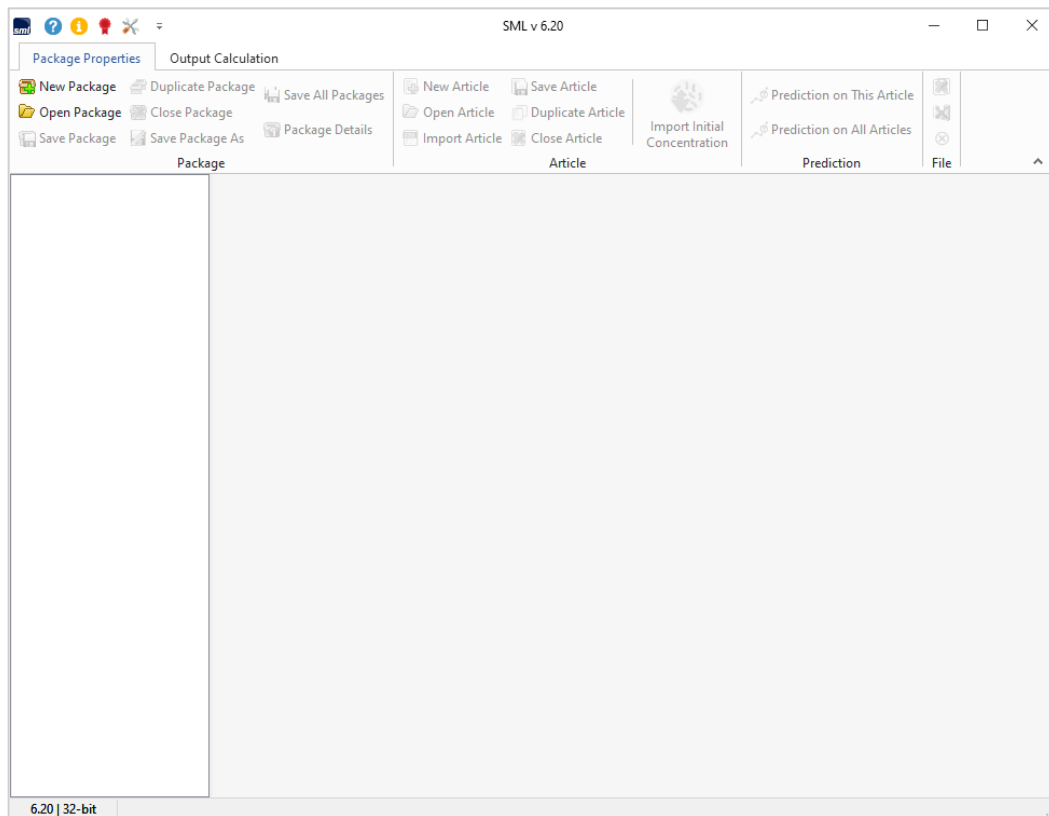 sml SML v 6.20
Package Properties Output Calculation
New Package Duplicate Package Save All Packages New Article Save Article Prediction on This Article
Open Package Close Package Open Article Duplicate Article Import Initial
Save Package Save Package As Package Details Import Article Close Article Concentration Prediction on All Articles
Package Article Prediction File
6.20 | 32-bit